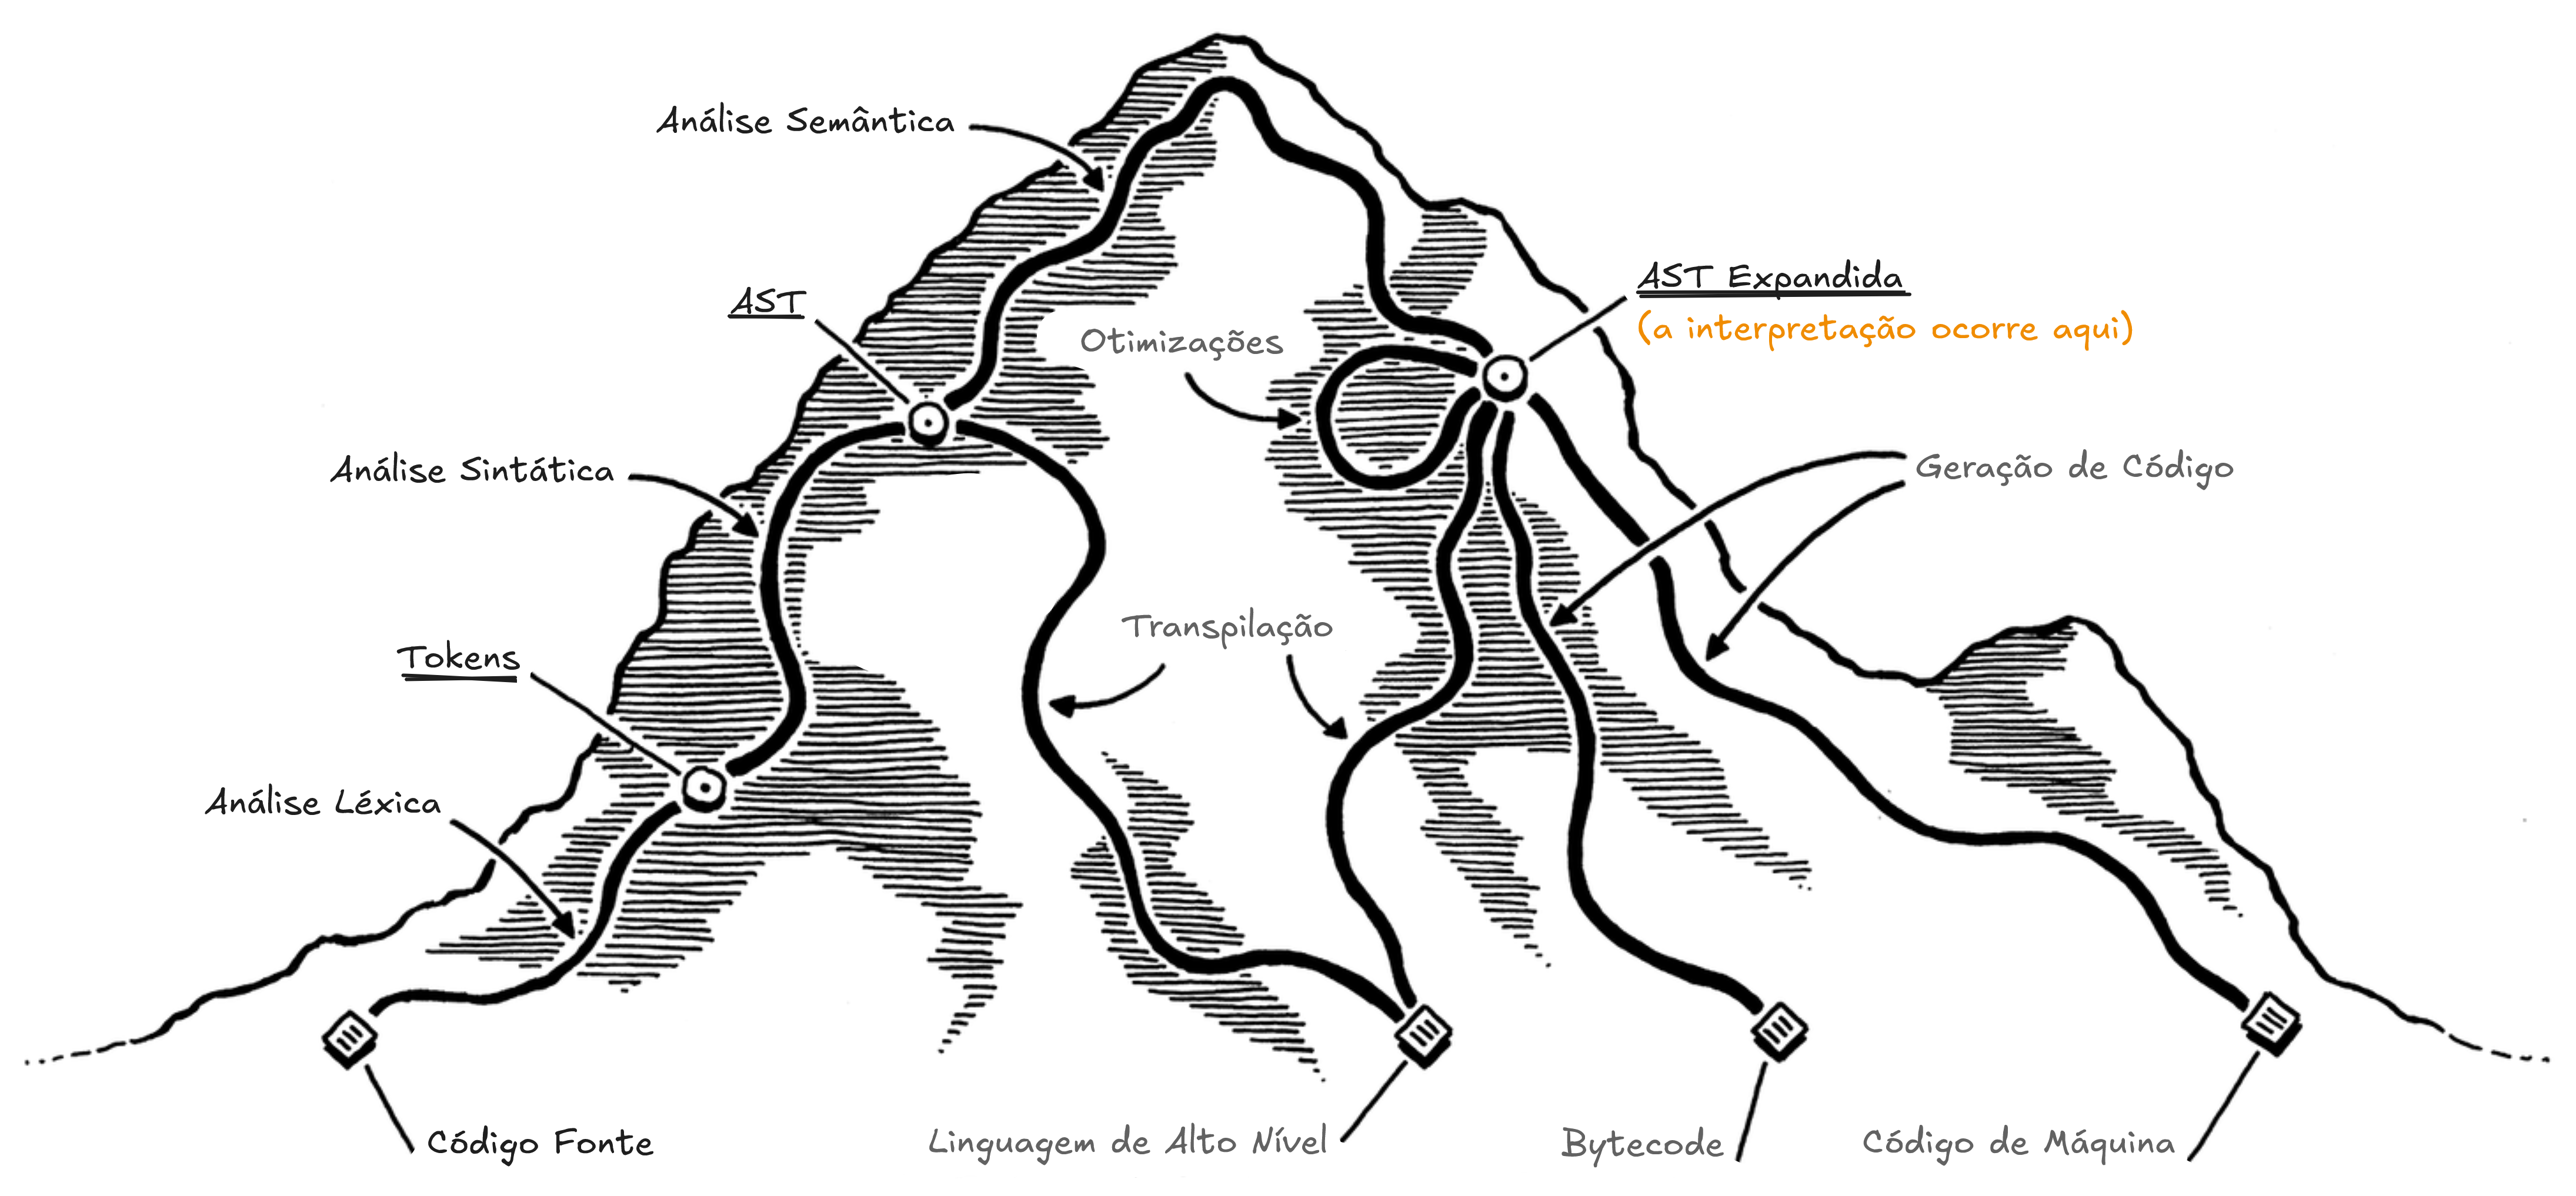 Análise Semântica
AST Expandida
(a interpretação ocorre aqui)
AST
Otimizações
Análise Sintática
Geração de Código
Transpilação
Tokens
Análise Léxica
Código Fonte
Linguagem de Alto Nível
Bytecode
Código de Máquina